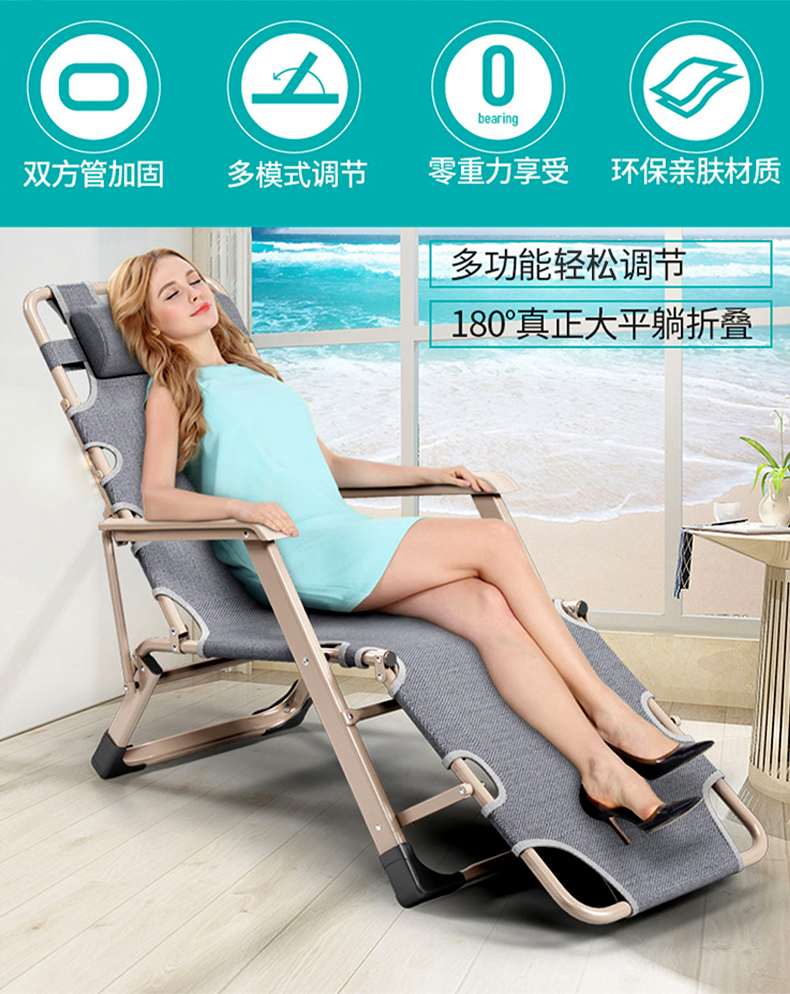 bearing
双方管加固
多模式调节
零重力享受
环保亲肤材质
多功能轻松调节
180°真正大平躺折叠